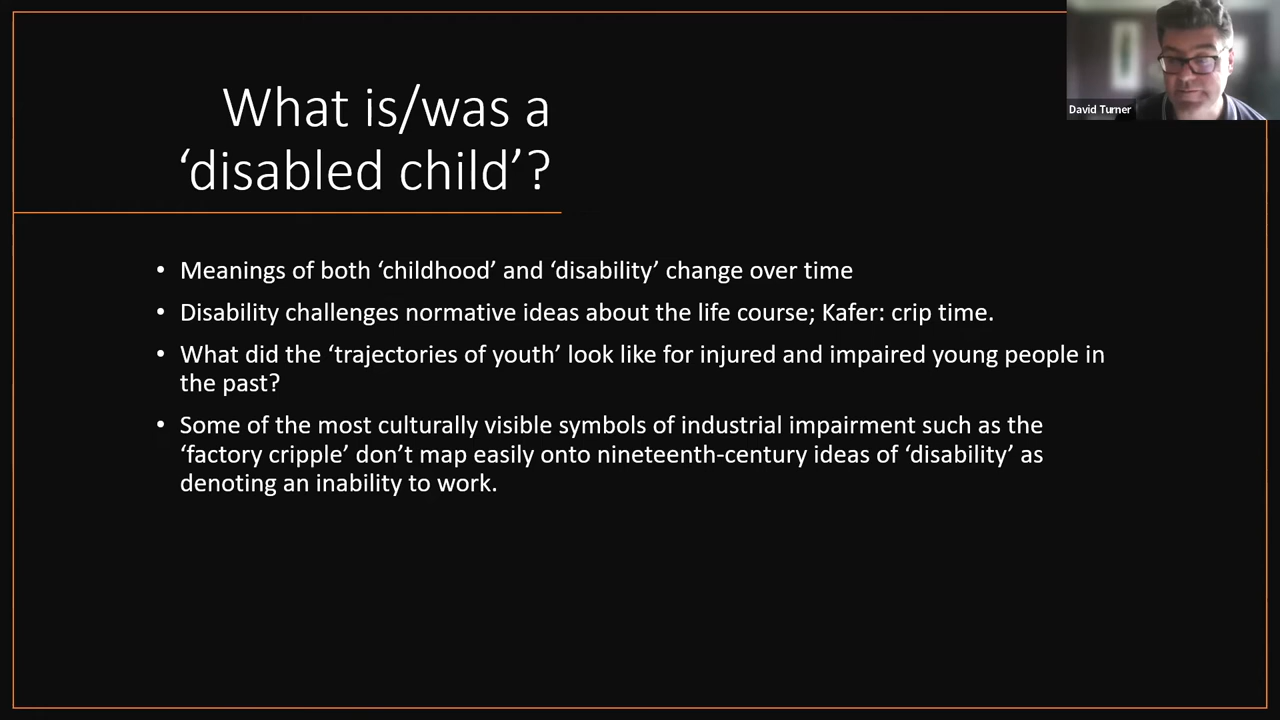 What is/was a
‘disabled child’?
David Turner
• Meanings of both ‘childhood’ and ‘disability’ change over time
• Disability challenges normative ideas about the life course; Kafer: crip time.
• What did the ‘trajectories of youth’ look like for injured and impaired young people in
the past?
• Some of the most culturally visible symbols of industrial impairment such as the
‘factory cripple’ don’t map easily onto nineteenth-century ideas of ‘disability’ as
denoting an inability to work.